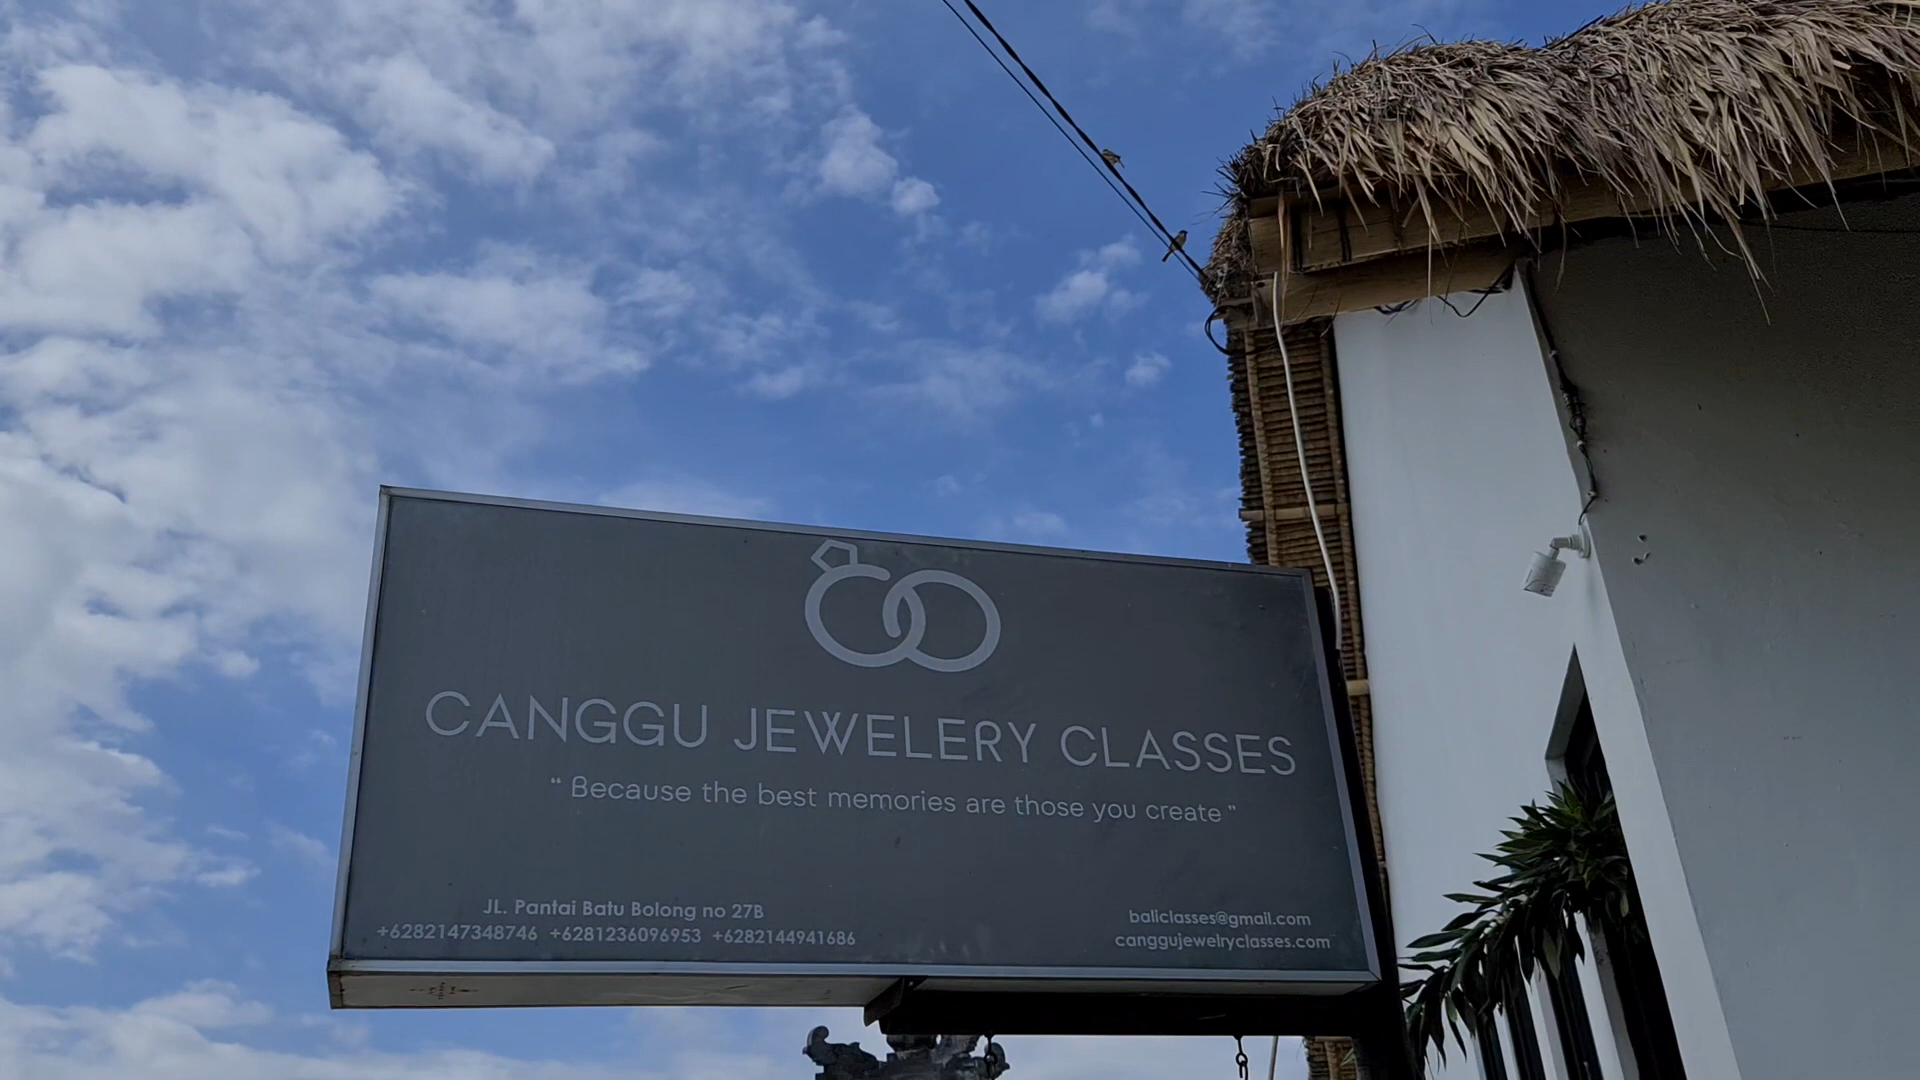 CANGGU JEWELERY CLASSES
“ Because the best memories are those you create ”
JL. Pantai Batu Bolong no 27B
+6282147348746 +6281236096953 +6282144941686
baliclasses@gmail.com
canggujewelryclasses.com